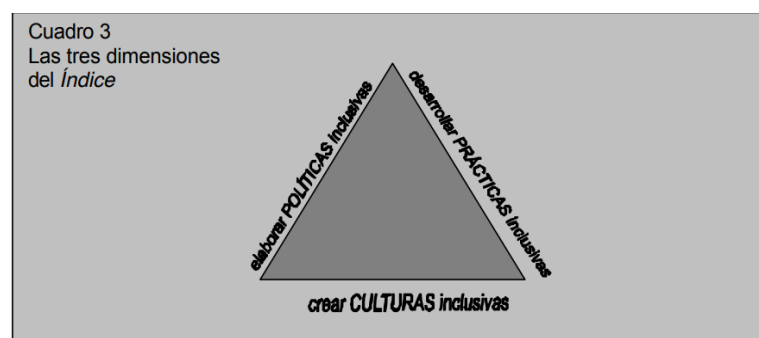 Cuadro 3
Las tres dimensiones
del Índice
elaborar POLÍTICAS inclusivas
desarrollar PRÁCTICAS inclusivas
crear CULTURAS inclusivas